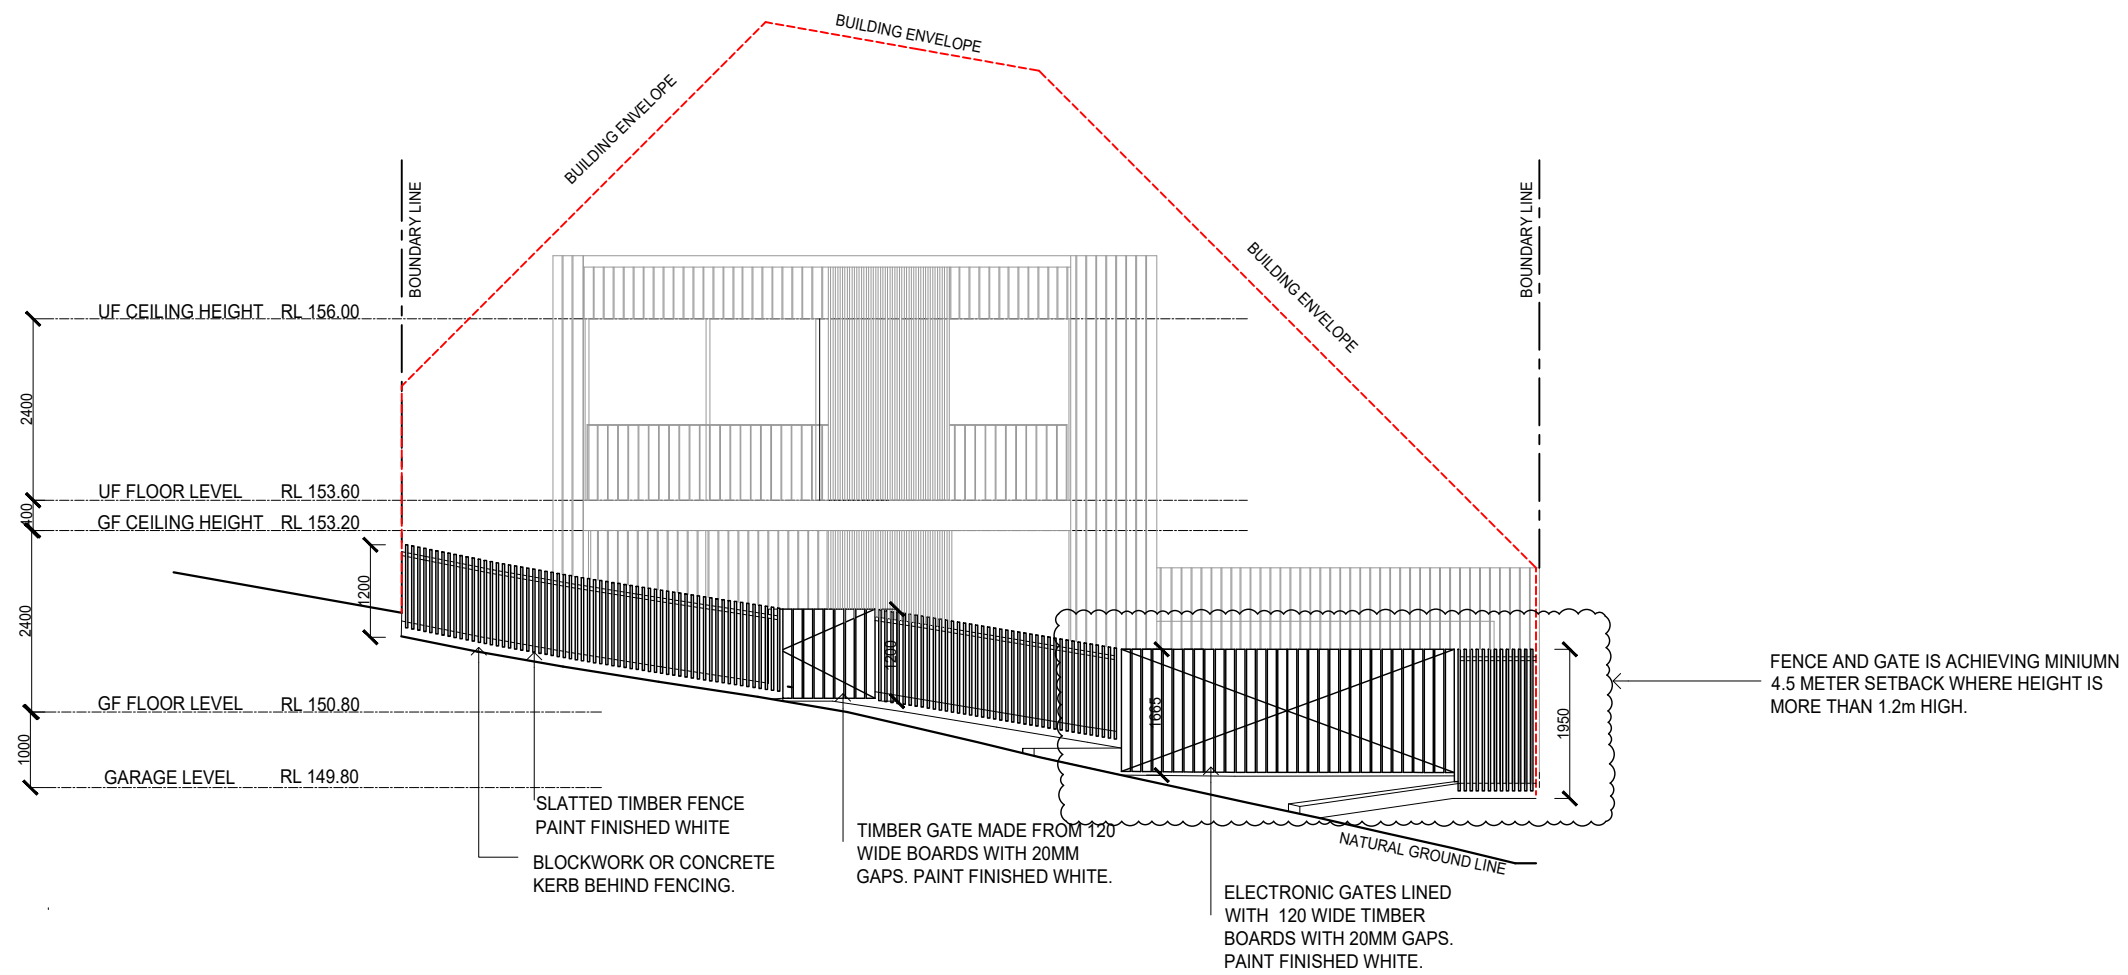 BUILDING ENVELOPE
BUILDING ENVELOPE
BUILDING ENVELOPE
BOUNDARY LINE
BOUNDARY LINE
UF CEILING HEIGHT RL 156.00
2400
UF FLOOR LEVEL RL 153.60
400
GF CEILING HEIGHT RL 153.20
1200
2400
1200
GF FLOOR LEVEL RL 150.80
1665
1950
1000
GARAGE LEVEL RL 149.80
FENCE AND GATE IS ACHIEVING MINIUMN
4.5 METER SETBACK WHERE HEIGHT IS
MORE THAN 1.2m HIGH.
SLATTED TIMBER FENCE
PAINT FINISHED WHITE
BLOCKWORK OR CONCRETE
KERB BEHIND FENCING.
TIMBER GATE MADE FROM 120
WIDE BOARDS WITH 20MM
GAPS. PAINT FINISHED WHITE.
NATURAL GROUND LINE
ELECTRONIC GATES LINED
WITH 120 WIDE TIMBER
BOARDS WITH 20MM GAPS.
PAINT FINISHED WHITE.